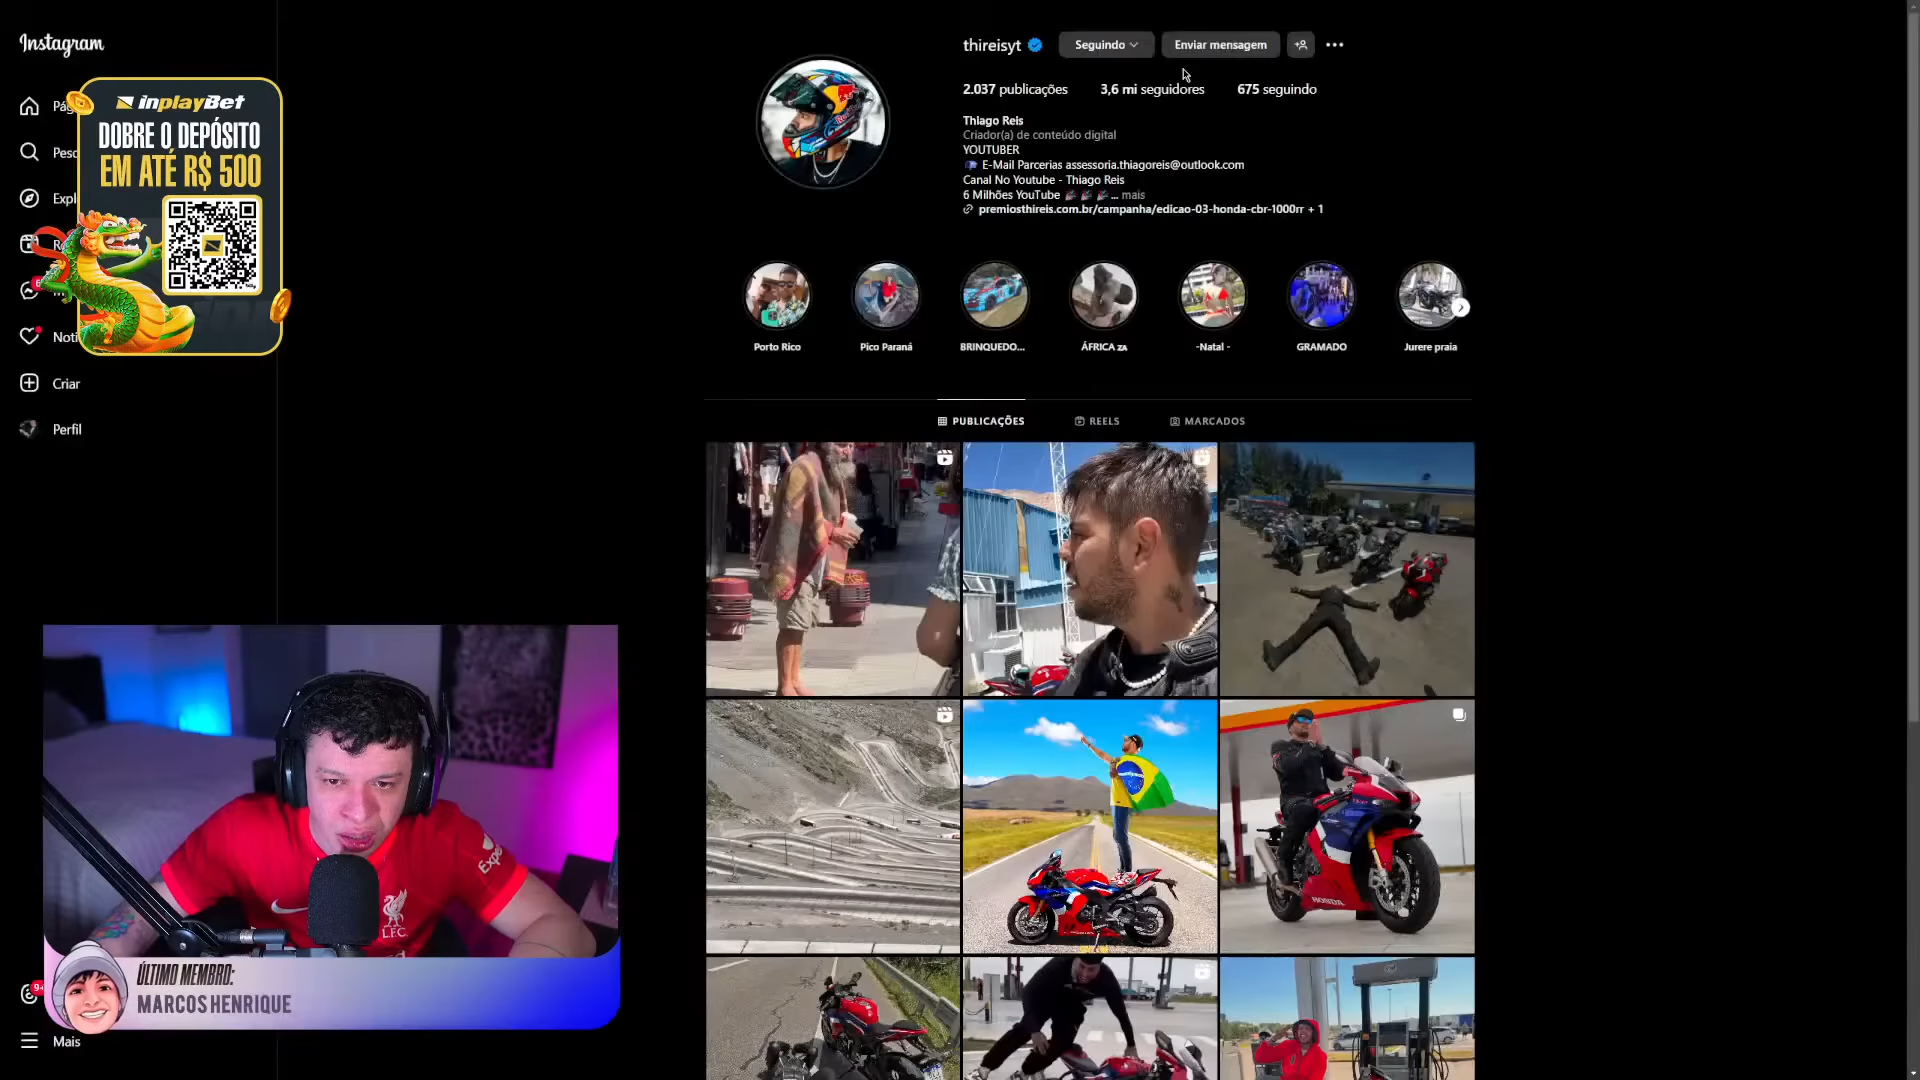 Instagram
Pág
Pesq
Expl
R
Noti
Criar
Perfil
Mais
inplayBet
DOBRE O DEPÓSITO
EM ATÉ R$ 500
thireisyt
Seguindo
Enviar mensagem
2.037 publicações
3,6 mi seguidores
675 seguindo
Thiago Reis
Criador(a) de conteúdo digital
YOUTUBER
E-Mail Parcerias assessoria.thiagoreis@outlook.com
Canal No Youtube - Thiago Reis
6 Milhões YouTube ... mais
premiosthireis.com.br/campanha/edicao-03-honda-cbr-1000rr + 1
Porto Rico
Pico Paraná
BRINQUEDO...
ÁFRICA ZA
-Natal -
GRAMADO
Jurere praia
PUBLICAÇÕES
REELS
MARCADOS
HONDA
Expe
L.F.C.
ÚLTIMO MEMBRO:
MARCOS HENRIQUE